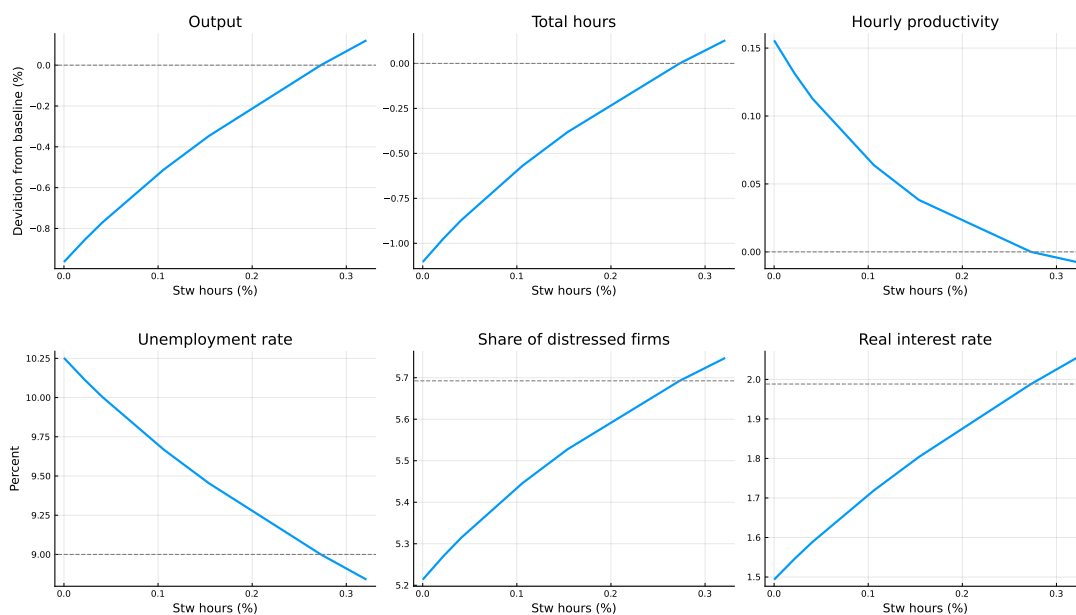 Output
Deviation from baseline (%)
0.0
−0.2
−0.4
−0.6
−0.8
0.0 0.1 0.2 0.3
Stw hours (%)
Total hours
0.00
−0.25
−0.50
−0.75
−1.00
0.0 0.1 0.2 0.3
Stw hours (%)
Hourly productivity
0.15
0.10
0.05
0.00
0.0 0.1 0.2 0.3
Stw hours (%)
Unemployment rate
Percent
10.25
10.00
9.75
9.50
9.25
9.00
0.0 0.1 0.2 0.3
Stw hours (%)
Share of distressed firms
5.7
5.6
5.5
5.4
5.3
5.2
0.0 0.1 0.2 0.3
Stw hours (%)
Real interest rate
2.0
1.9
1.8
1.7
1.6
1.5
0.0 0.1 0.2 0.3
Stw hours (%)